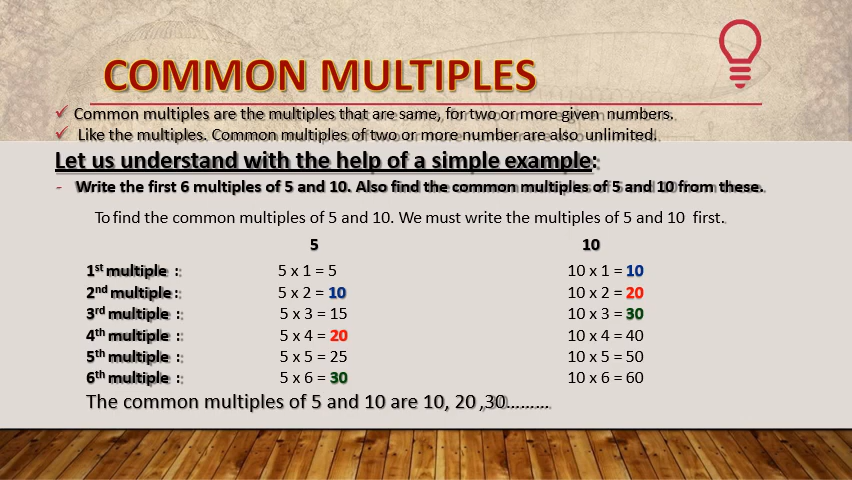 COMMON MULTIPLES
✓ Common multiples are the multiples that are same, for two or more given numbers.
✓ Like the multiples. Common multiples of two or more number are also unlimited.
Let us understand with the help of a simple example:
- Write the first 6 multiples of 5 and 10. Also find the common multiples of 5 and 10 from these.
To find the common multiples of 5 and 10. We must write the multiples of 5 and 10 first.
5 10
1st multiple : 5 x 1 = 5 10 x 1 = 10
2nd multiple : 5 x 2 = 10 10 x 2 = 20
3rd multiple : 5 x 3 = 15 10 x 3 = 30
4th multiple : 5 x 4 = 20 10 x 4 = 40
5th multiple : 5 x 5 = 25 10 x 5 = 50
6th multiple : 5 x 6 = 30 10 x 6 = 60
The common multiples of 5 and 10 are 10, 20 ,30.........